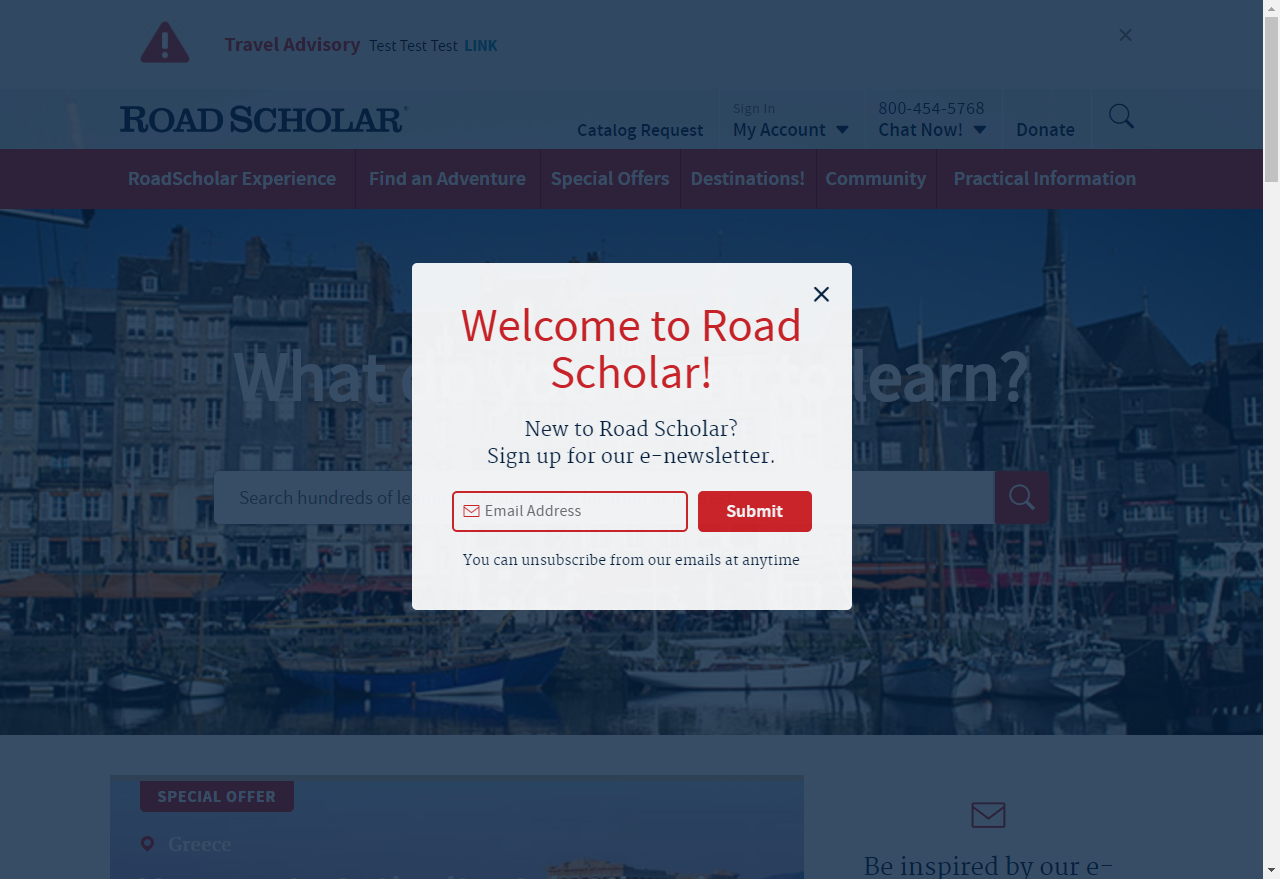 Travel Advisory Test Test Test LINK
ROAD SCHOLAR®
Catalog Request
Sign In
My Account
800-454-5768
Chat Now!
Donate
RoadScholar Experience
Find an Adventure
Special Offers
Destinations!
Community
Practical Information
What do learn?
Search hundreds of
Welcome to Road
Scholar!
New to Road Scholar?
Sign up for our e-newsletter.
Email Address
Submit
You can unsubscribe from our emails at anytime
SPECIAL OFFER
Greece
Be inspired by our e-